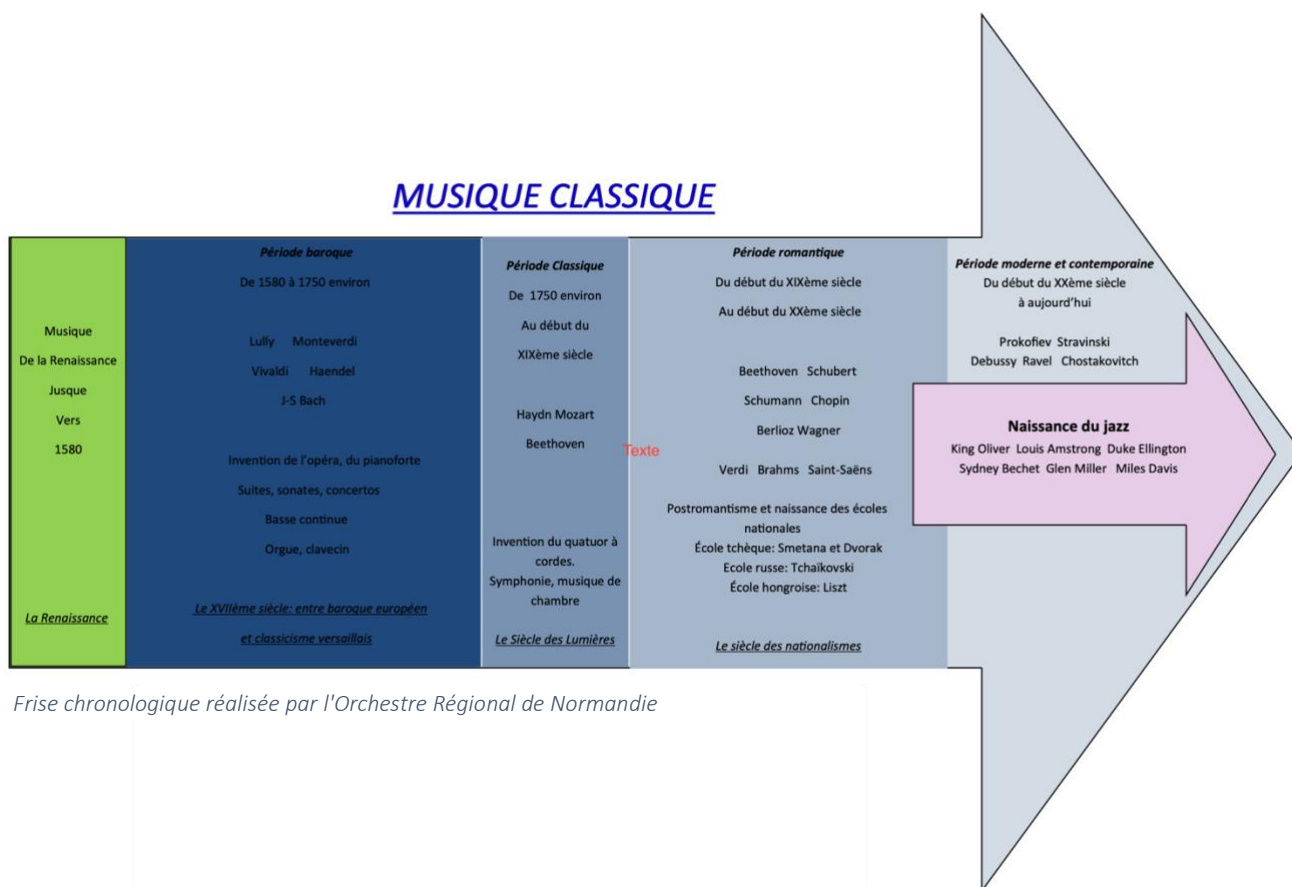 MUSIQUE CLASSIQUE
Musique
De la Renaissance
Jusque
Vers
1580
La Renaissance
Période baroque
De 1580 à 1750 environ
Lully Monteverdi
Vivaldi Haendel
J-S Bach
Invention de l'opéra, du pianoforte
Suites, sonates, concertos
Basse continue
Orgue, clavecin
Le XVIIème siècle: entre baroque européen
et classicisme versaillais
Période Classique
De 1750 environ
Au début du
XIXème siècle
Haydn Mozart
Beethoven
Invention du quatuor à
cordes.
Symphonie, musique de
chambre
Le Siècle des Lumières
Texte
Période romantique
Du début du XIXème siècle
Au début du XXème siècle
Beethoven Schubert
Schumann Chopin
Berlioz Wagner
Verdi Brahms Saint-Saëns
Postromantisme et naissance des écoles
nationales
École tchèque: Smetana et Dvorak
Ecole russe: Tchaïkovski
École hongroise: Liszt
Le siècle des nationalismes
Période moderne et contemporaine
Du début du XXème siècle
à aujourd'hui
Prokofiev Stravinski
Debussy Ravel Chostakovitch
Naissance du jazz
King Oliver Louis Amstrong Duke Ellington
Sydney Bechet Glen Miller Miles Davis
Frise chronologique réalisée par l'Orchestre Régional de Normandie